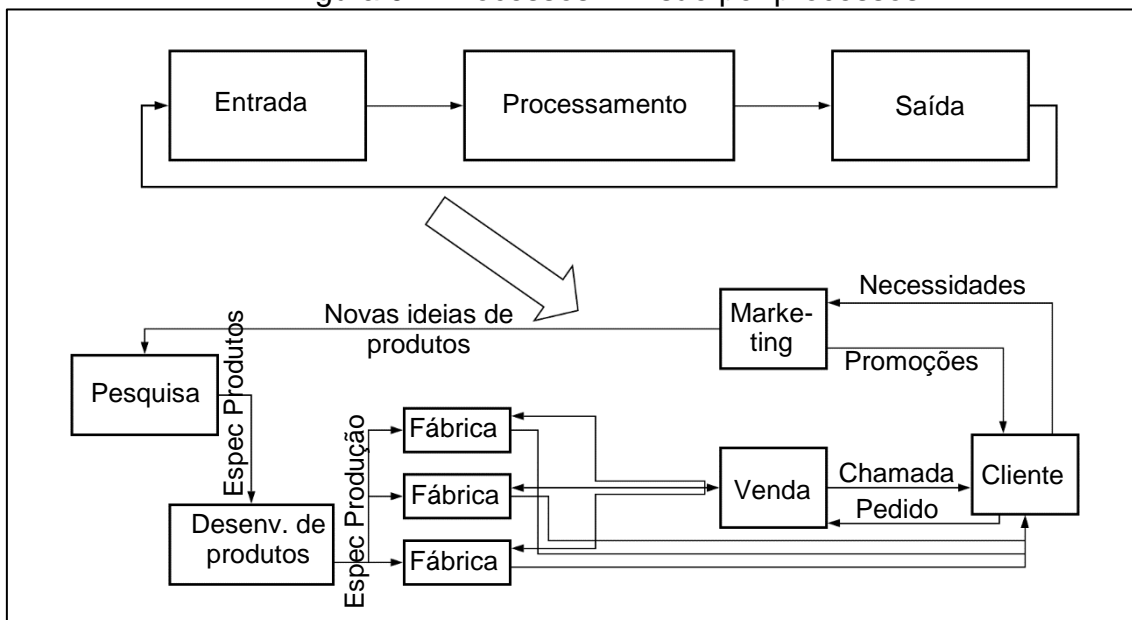 Entrada
Processamento
Saída
Necessidades
Novas ideias de
produtos
Marke-
ting
Promoções
Pesquisa
Espec Produtos
Fábrica
Espec Produção
Venda
Chamada
Cliente
Fábrica
Pedido
Desenv. de
produtos
Fábrica